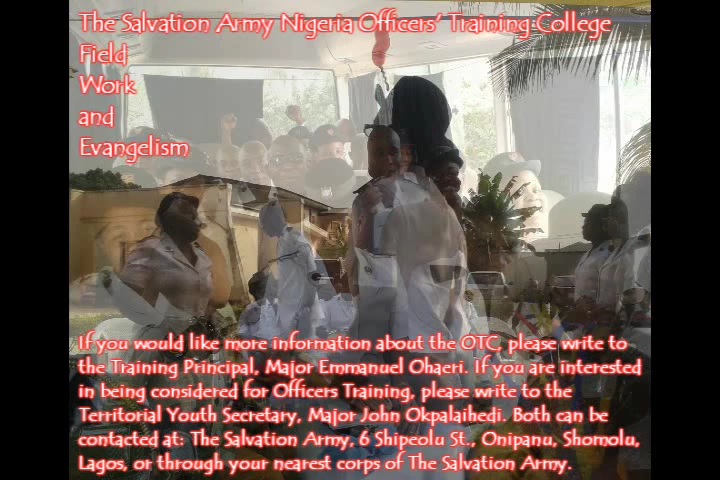 The Salvation Army Nigeria Officers' Training College
Field
Work
and
Evangelism
If you would like more information about the OTC, please write to
the Training Principal, Major Emmanuel Ohaeri. If you are interested
in being considered for Officers Training, please write to the
Territorial Youth Secretary, Major John Okpalaihedi. Both can be
contacted at: The Salvation Army, 6 Shipeolu St., Onipanu, Shomolu,
Lagos, or through your nearest corps of The Salvation Army.